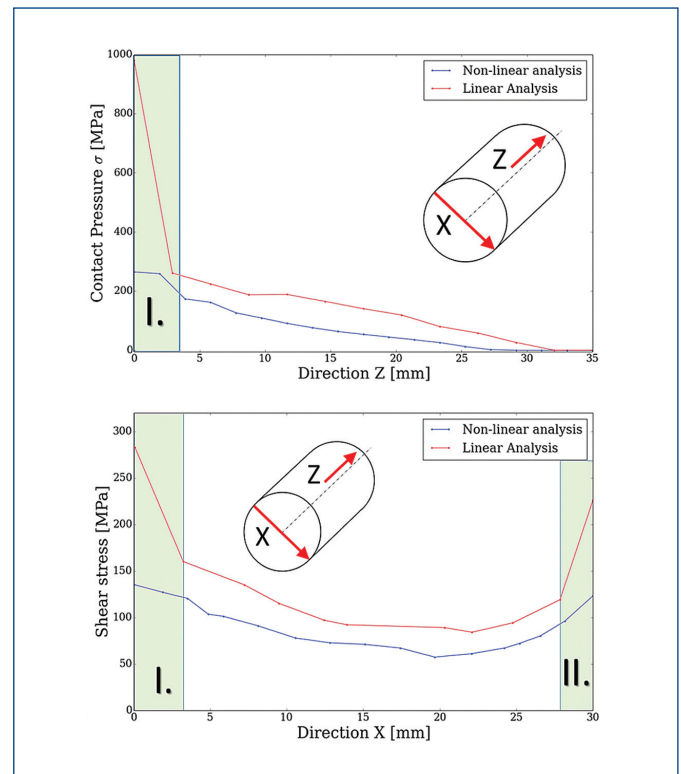 1000
800
600
400
200
0
Contact Pressure σ [MPa]
Non-linear analysis
Linear Analysis
Z
X
I.
0 5 10 15 20 25 30 35
Direction Z [mm]
300
250
200
150
100
50
0
Shear stress [MPa]
Non-linear analysis
Linear Analysis
Z
X
I.
II.
0 5 10 15 20 25 30
Direction X [mm]